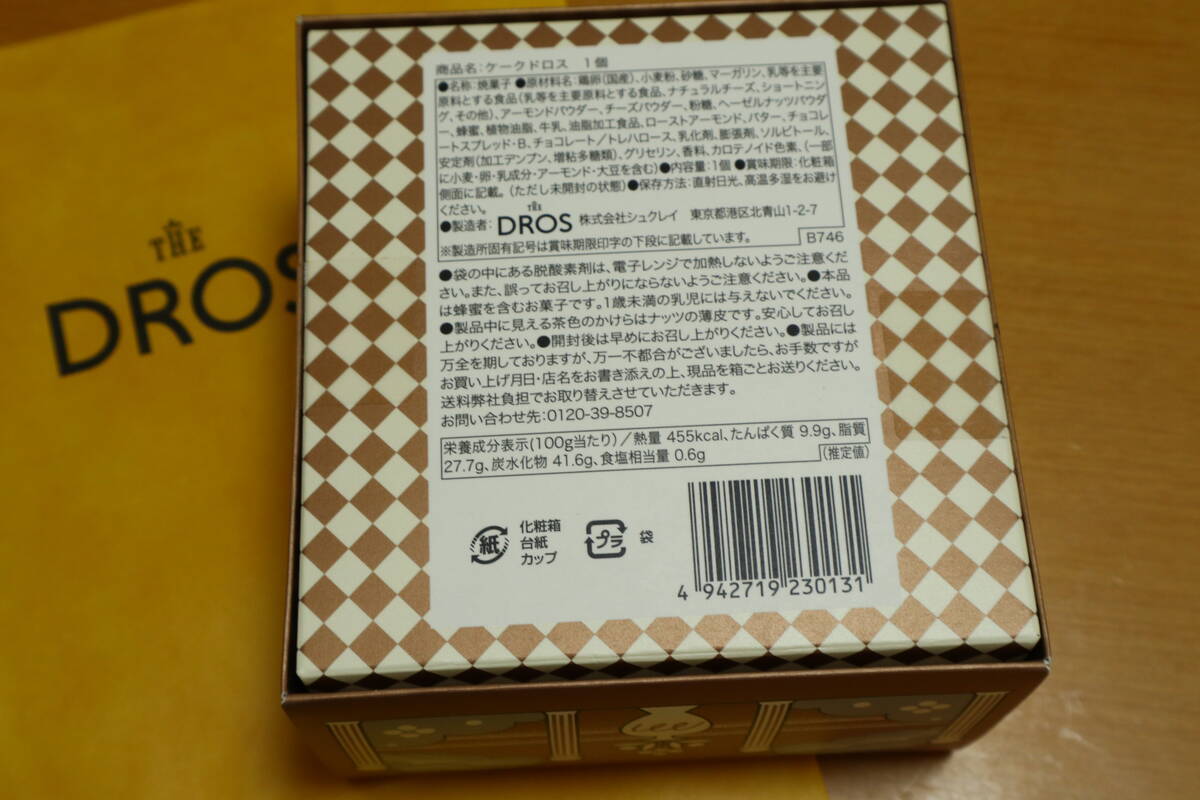 THE
DROS
商品名:ケークドロス 1個
●名称:焼菓子 ●原材料名:鶏卵(国産)、小麦粉、砂糖、マーガリン、乳等を主要
原料とする食品(乳等を主要原料とする食品、ナチュラルチーズ、ショートニン
グ、その他)、アーモンドパウダー、チーズパウダー、粉糖、ヘーゼルナッツパウダ
ー、蜂蜜、植物油脂、牛乳、油脂加工食品、ローストアーモンド、バター、チョコレ
ートスプレッド・B、チョコレート/トレハロース、乳化剤、膨張剤、ソルビトール、
安定剤(加工デンプン、増粘多糖類)、グリセリン、香料、カロテノイド色素、(一部
に小麦・卵・乳成分・アーモンド・大豆を含む)●内容量:1個 ●賞味期限:化粧箱
側面に記載。(ただし未開封の状態)●保存方法:直射日光、高温多湿をお避け
ください。
●製造者: THE DROS 株式会社シュクレイ 東京都港区北青山1-2-7
※製造所固有記号は賞味期限印字の下段に記載しています。 B746
●袋の中にある脱酸素剤は、電子レンジで加熱しないようご注意くだ
さい。また、誤ってお召し上がりにならないようご注意ください。●本品
は蜂蜜を含むお菓子です。1歳未満の乳児には与えないでください。
●製品中に見える茶色のかけらはナッツの薄皮です。安心してお召し
上がりください。●開封後は早めにお召し上がりください。●製品には
万全を期しておりますが、万一不都合がございましたら、お手数ですが
お買い上げ月日・店名をお書き添えの上、現品を箱ごとお送りください。
送料弊社負担でお取り替えさせていただきます。
お問い合わせ先:0120-39-8507
栄養成分表示(100g当たり)/熱量 455kcal、たんぱく質 9.9g、脂質
27.7g、炭水化物 41.6g、食塩相当量 0.6g (推定値)
紙 化粧箱
台紙
カップ
プラ 袋
4 942719 230131